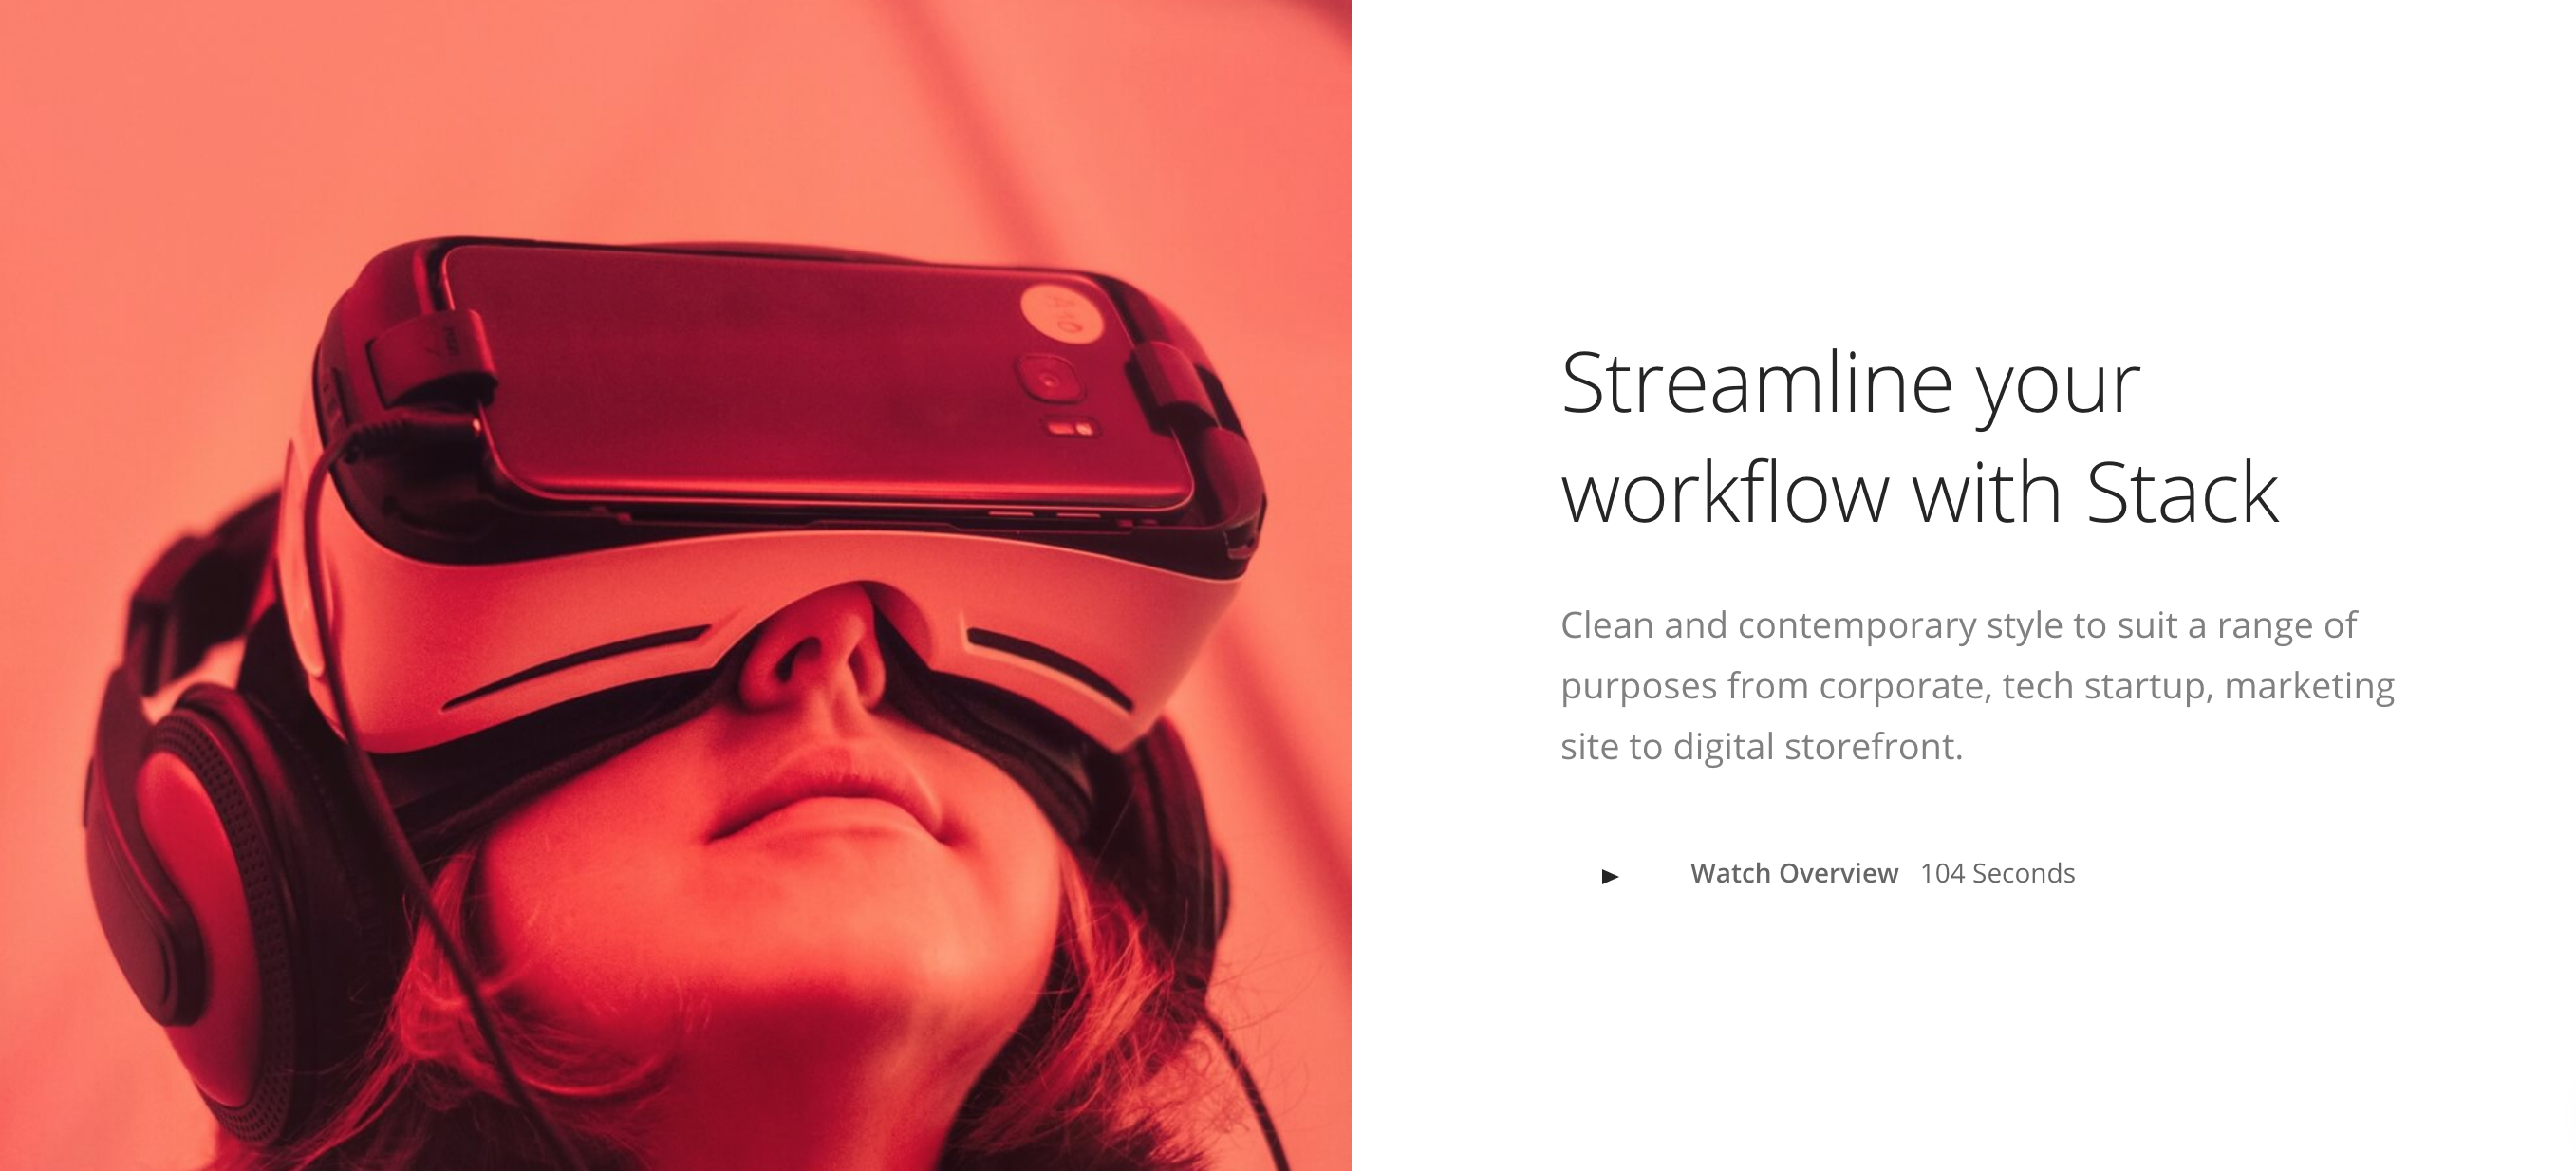 Streamline your
workflow with Stack
Clean and contemporary style to suit a range of
purposes from corporate, tech startup, marketing
site to digital storefront.
Watch Overview 104 Seconds